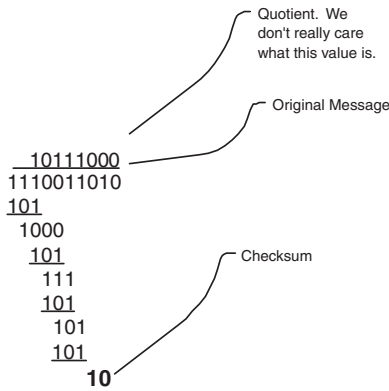 Quotient. We
don't really care
what this value is.
Original Message
10111000
1110011010
101
1000
101
111
101
101
101
10
Checksum